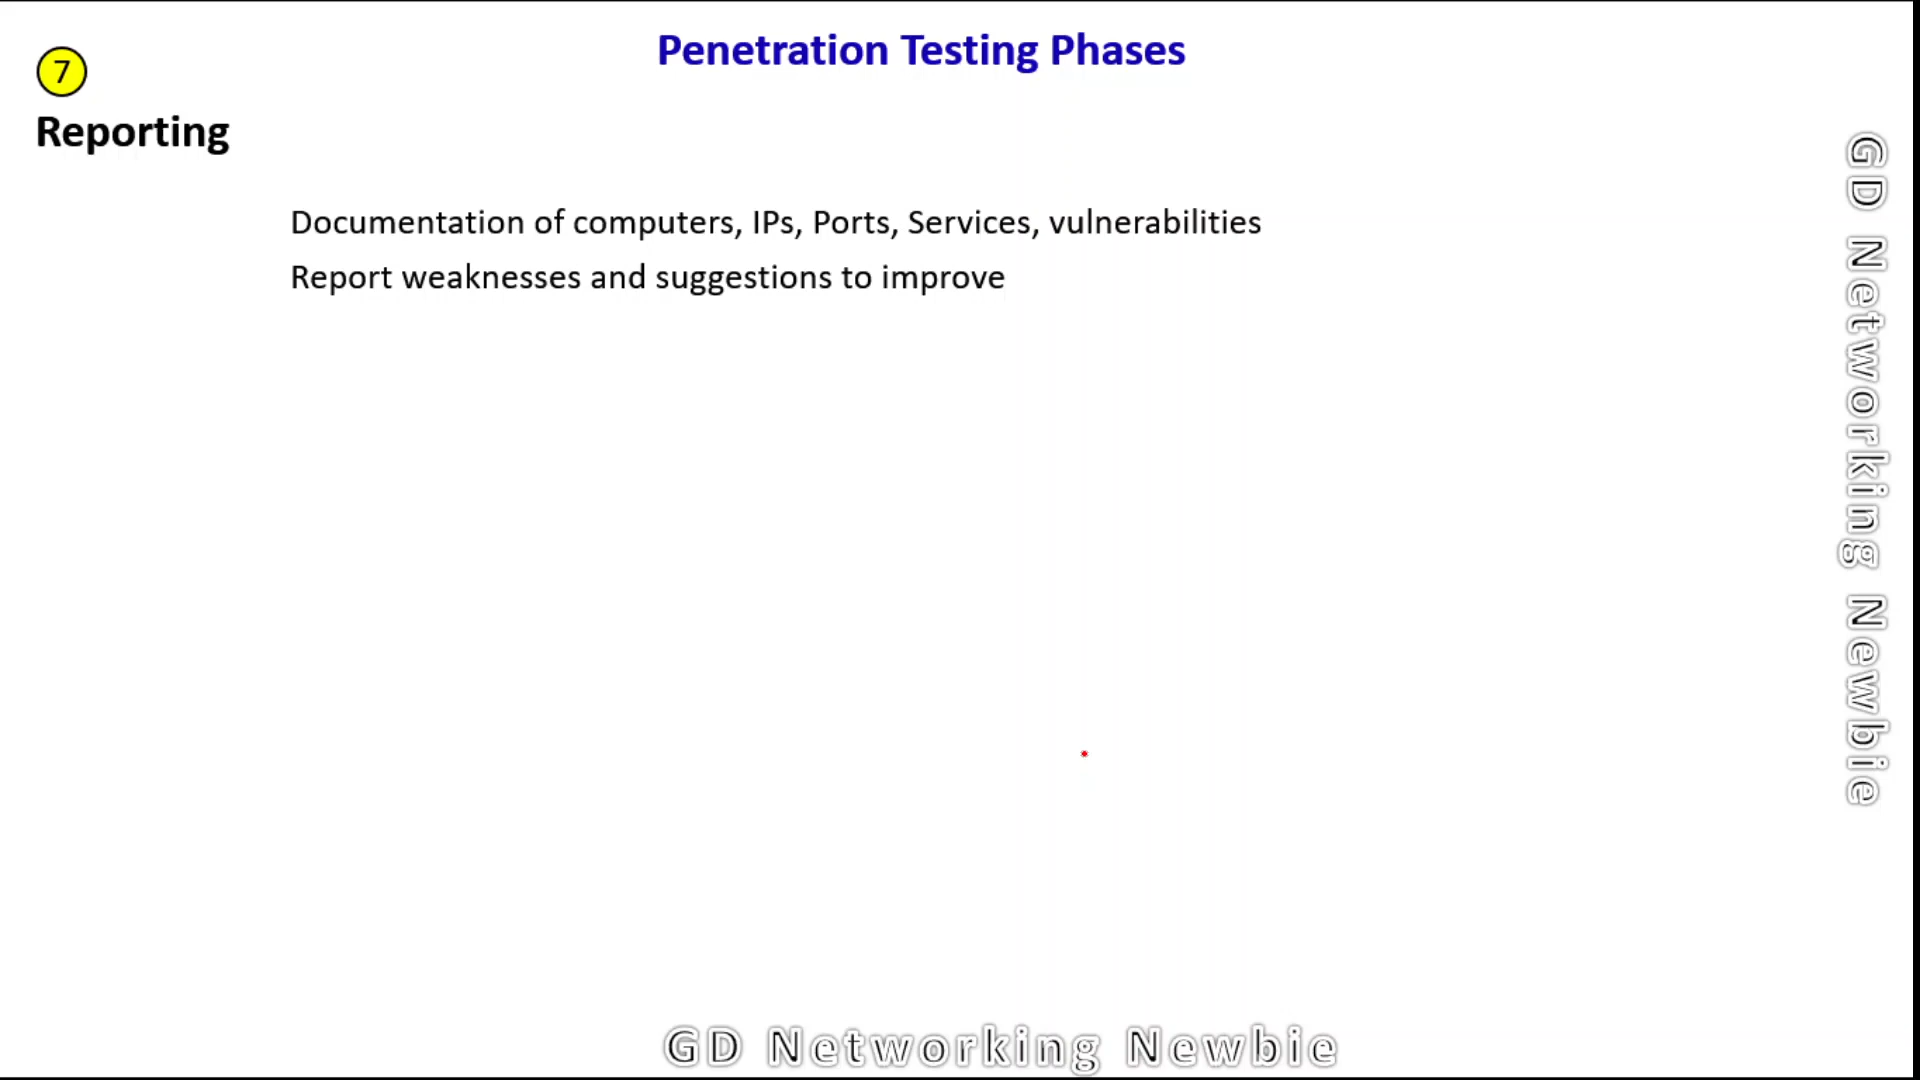 Penetration Testing Phases
7
Reporting
Documentation of computers, IPs, Ports, Services, vulnerabilities
Report weaknesses and suggestions to improve
GD Networking Newbie
GD Networking Newbie